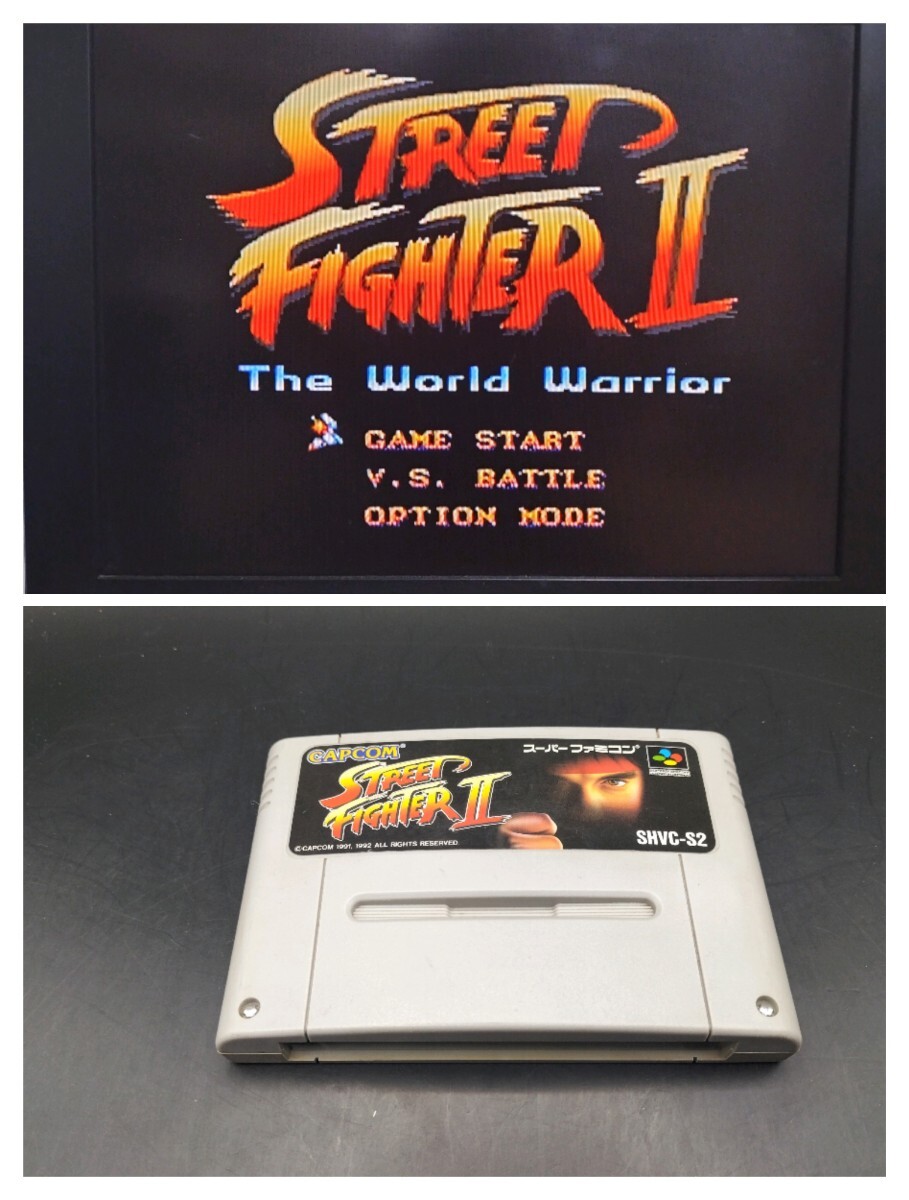 STREET
FIGHTER II
The World Warrior
GAME START
V.S. BATTLE
OPTION MODE
CAPCOM
スーパーファミコン
STREET
FIGHTER II
SHVC-S2
©CAPCOM 1991, 1992 ALL RIGHTS RESERVED.